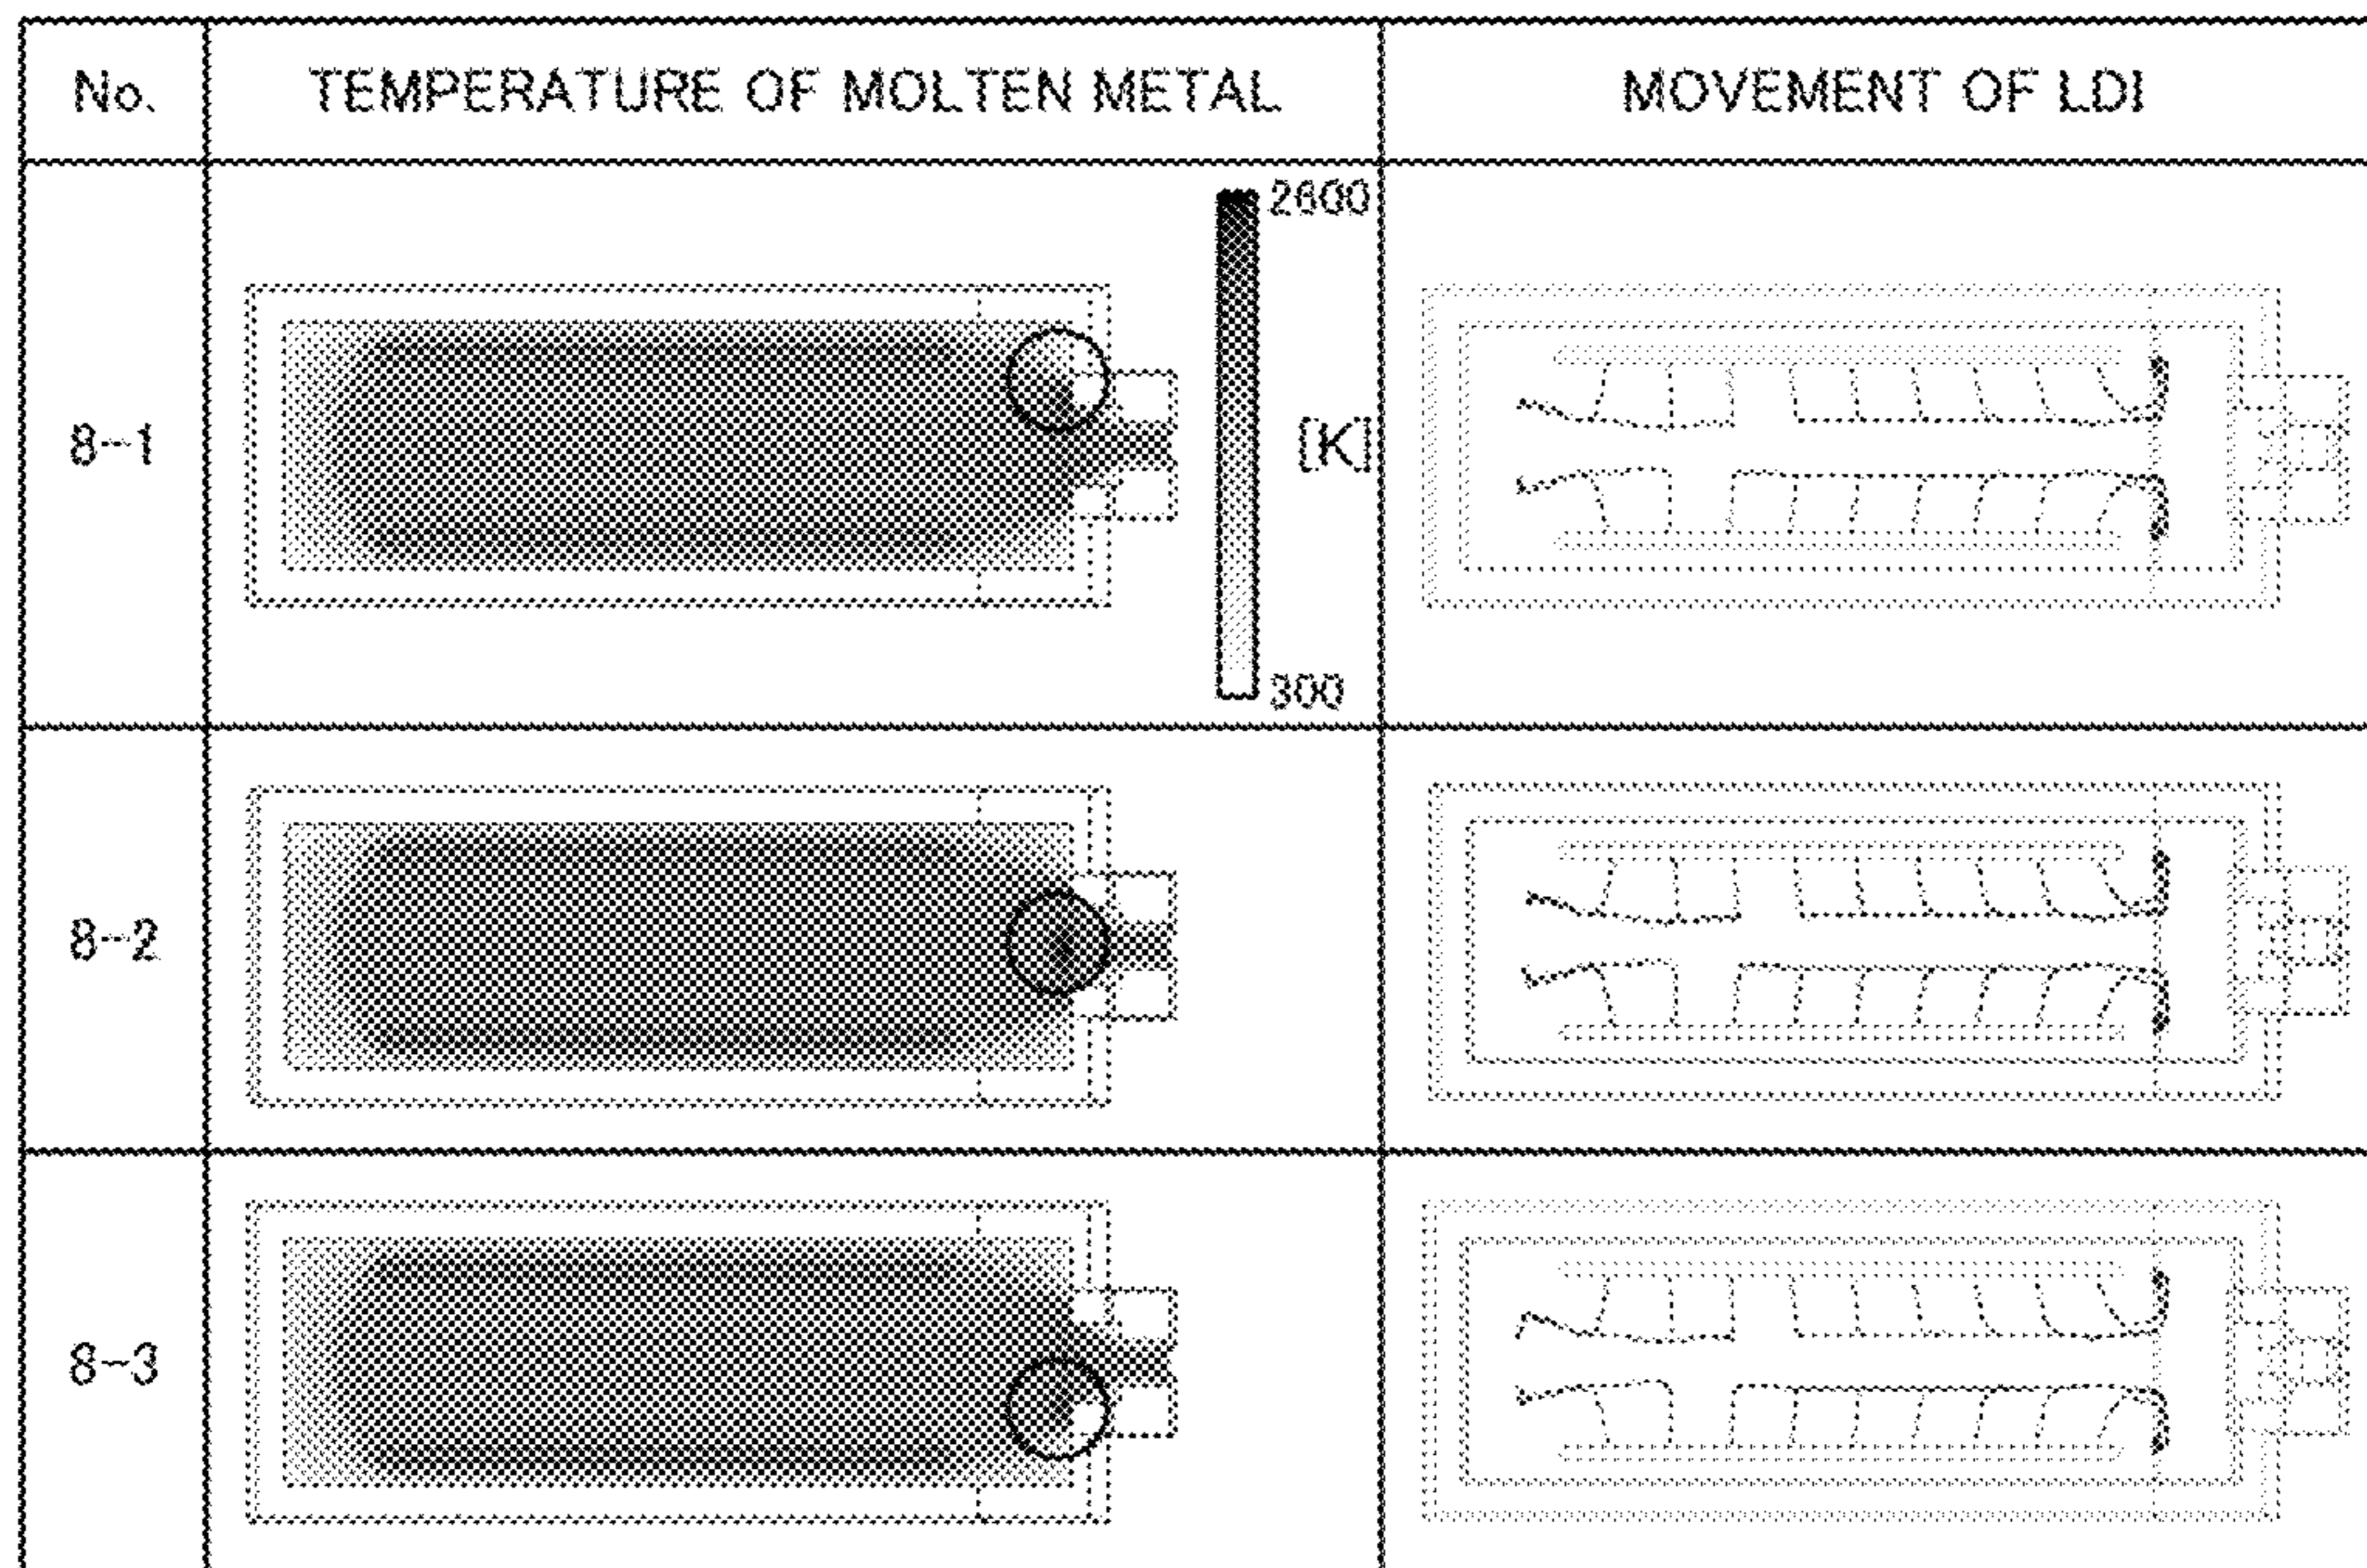 No. TEMPERATURE OF MOLTEN METAL MOVEMENT OF LDI
2600
8-1
[K]
300
8-2
8-3